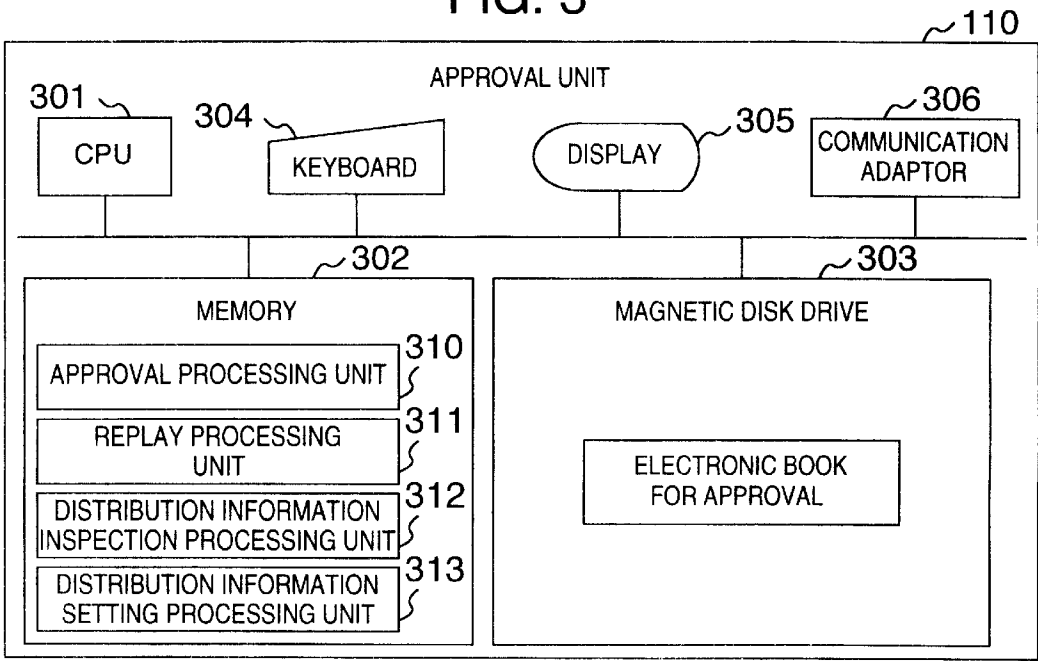 FIG. 3
110
APPROVAL UNIT
301
CPU
304
KEYBOARD
305
DISPLAY
306
COMMUNICATION
ADAPTOR
302
MEMORY
310
APPROVAL PROCESSING UNIT
311
REPLAY PROCESSING
UNIT
312
DISTRIBUTION INFORMATION
INSPECTION PROCESSING UNIT
313
DISTRIBUTION INFORMATION
SETTING PROCESSING UNIT
303
MAGNETIC DISK DRIVE
ELECTRONIC BOOK
FOR APPROVAL